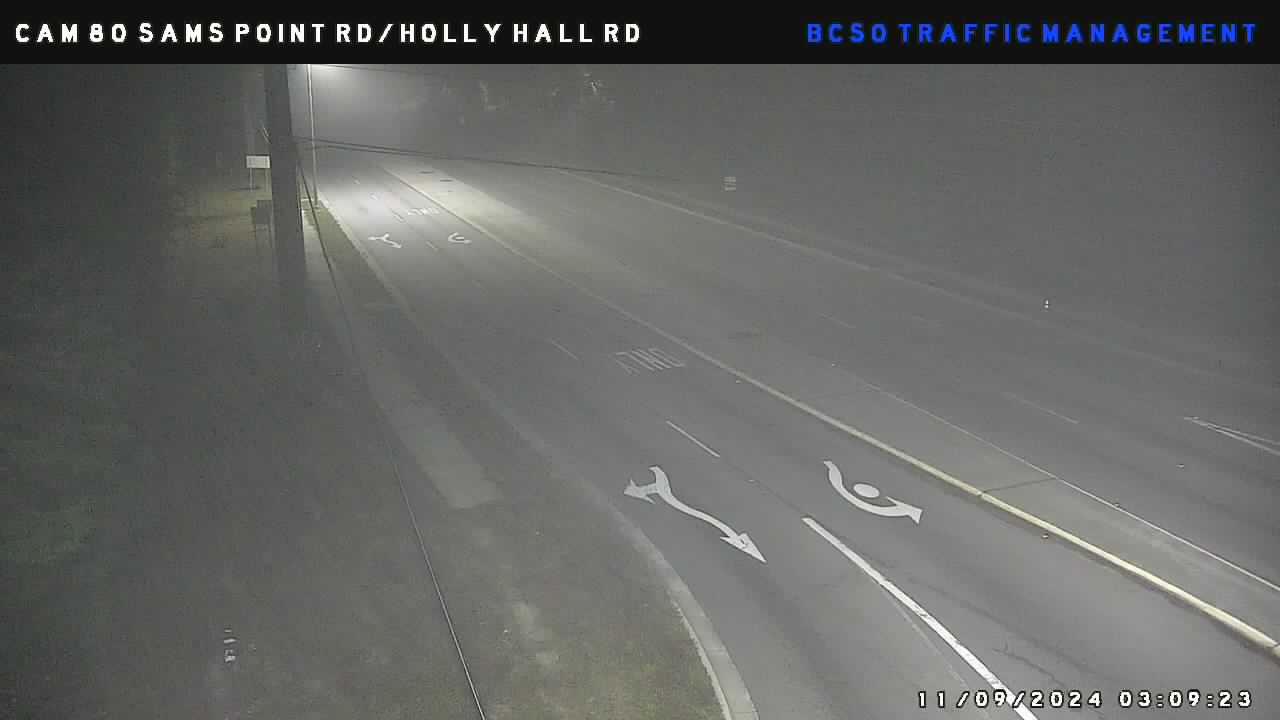 CAM 80 SAMS POINT RD/HOLLY HALL RD
BCSO TRAFFIC MANAGEMENT
ONLY
11/09/2024 03:09:23